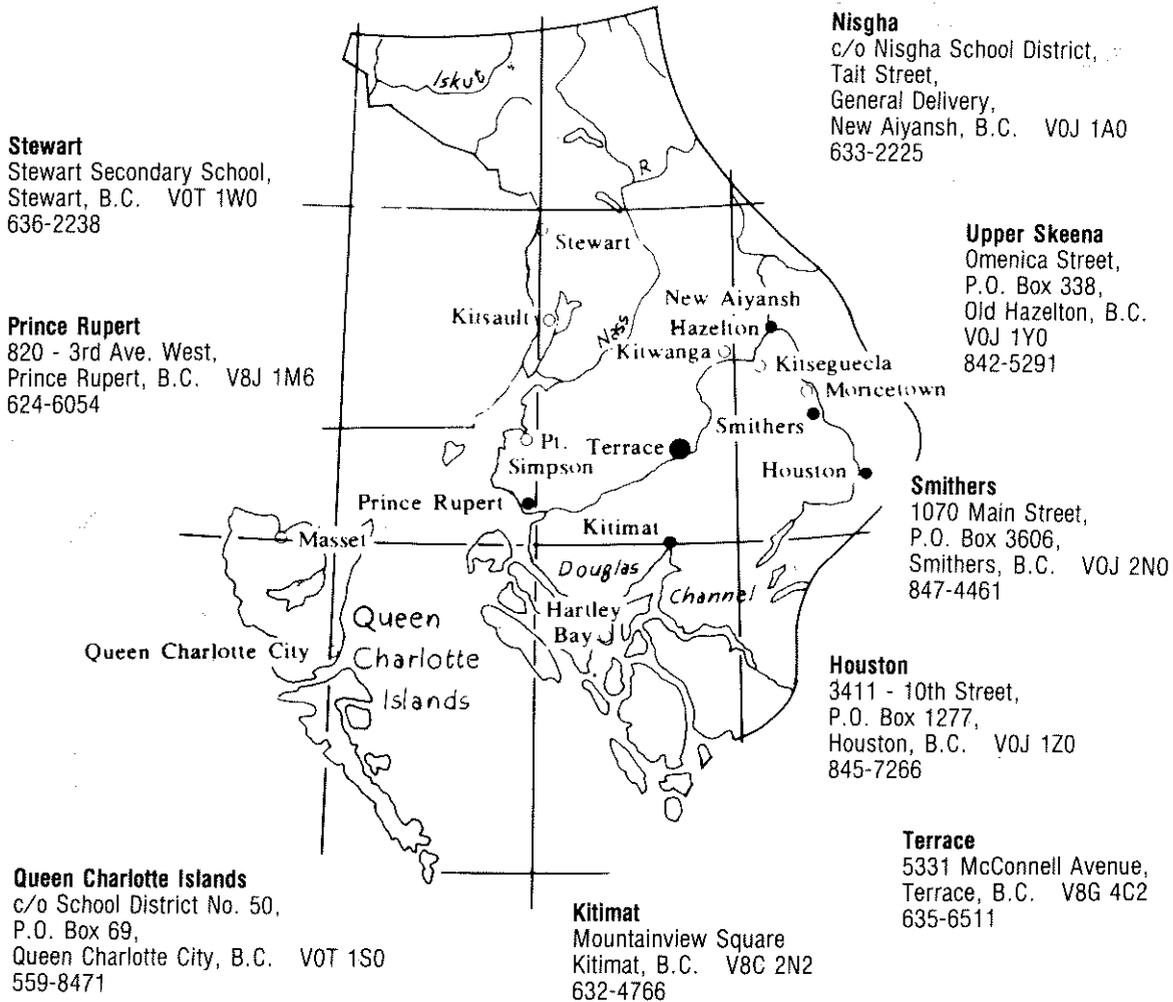 Nisgha
c/o Nisgha School District,
Tait Street,
General Delivery,
New Aiyansh, B.C. V0J 1A0
633-2225
Stewart
Stewart Secondary School,
Stewart, B.C. V0T 1W0
636-2238
Upper Skeena
Omenica Street,
P.O. Box 338,
Old Hazelton, B.C.
V0J 1Y0
842-5291
Prince Rupert
820 - 3rd Ave. West,
Prince Rupert, B.C. V8J 1M6
624-6054
Iskut
R
Stewart
New Aiyansh
Kitsault
Hazelton
Nass
Kitwanga
Kitseguecla
Moricetown
Smithers
Pt.
Simpson
Terrace
Houston
Prince Rupert
Kitimat
Masset
Douglas
Channel
Hartley
Bay
Queen
Charlotte
Islands
Queen Charlotte City
Smithers
1070 Main Street,
P.O. Box 3606,
Smithers, B.C. V0J 2N0
847-4461
Houston
3411 - 10th Street,
P.O. Box 1277,
Houston, B.C. V0J 1Z0
845-7266
Terrace
5331 McConnell Avenue,
Terrace, B.C. V8G 4C2
635-6511
Queen Charlotte Islands
c/o School District No. 50,
P.O. Box 69,
Queen Charlotte City, B.C. V0T 1S0
559-8471
Kitimat
Mountainview Square
Kitimat, B.C. V8C 2N2
632-4766